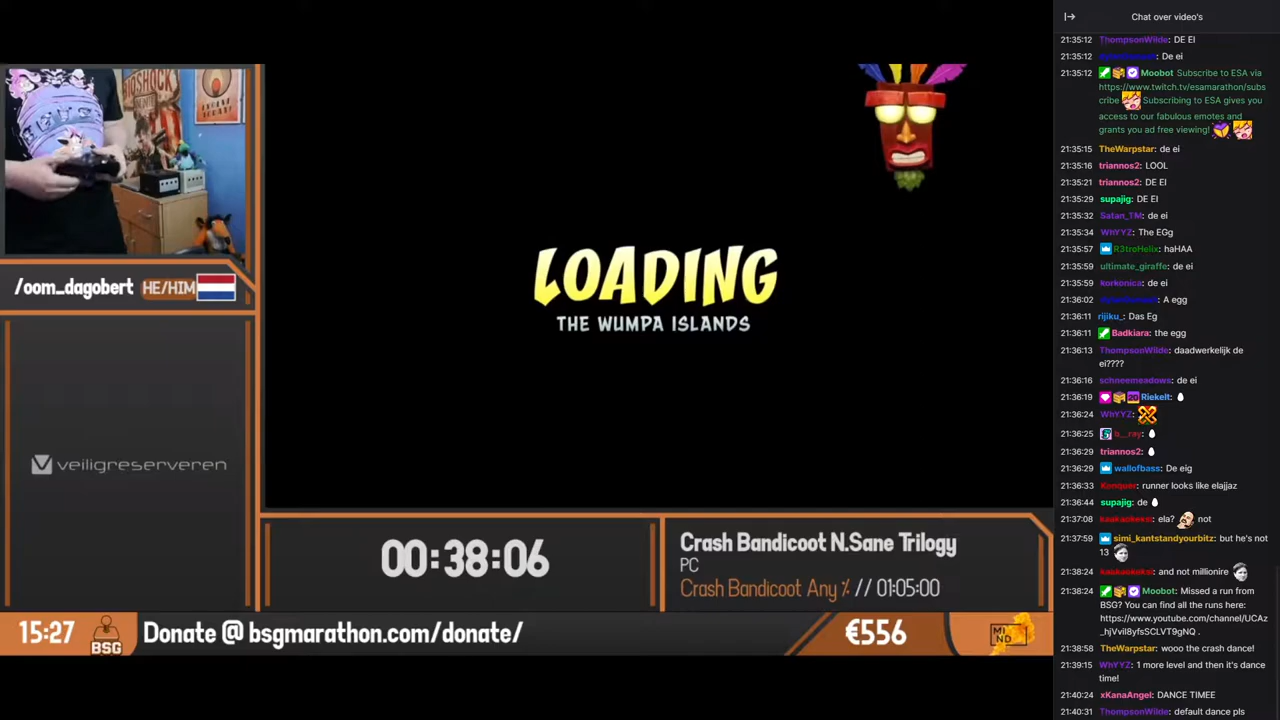 Chat over video's
21:35:12 ThompsonWilde: DE EI
21:35:12 De ei
21:35:12 Moobot Subscribe to ESA via
https://www.twitch.tv/esamarathon/subs
cribe Subscribing to ESA gives you
access to our fabulous emotes and
grants you ad free viewing!
21:35:15 TheWarpstar: de ei
21:35:16 triannos2: LOOL
21:35:21 triannos2: DE EI
21:35:29 supajig: DE EI
21:35:32 Satan_TM: de ei
21:35:34 WhYYZ: The EGg
21:35:57 R3troHelix: haHAA
21:35:59 ultimate_giraffe: de ei
21:35:59 korkonica: de ei
21:36:02 A egg
21:36:11 rijiku_: Das Eg
21:36:11 Badkiara: the egg
21:36:13 ThompsonWilde: daadwerkelijk de
ei????
21:36:16 schneemeadows: de ei
21:36:19 Riekelt:
21:36:24 WhYYZ:
21:36:25 b__ray:
21:36:29 triannos2:
21:36:29 wallofbass: De eig
21:36:33 Konquer: runner looks like elajjaz
21:36:44 supajig: de
21:37:08 ela? not
21:37:59 simi_kantstandyourbitz: but he's not
13
21:38:24 and not millionire
21:38:24 Moobot: Missed a run from
BSG? You can find all the runs here:
https://www.youtube.com/channel/UCAz
_hjVvil8yfsSCLVT9gNQ .
21:38:58 TheWarpstar: wooo the crash dance!
21:39:15 WhYYZ: 1 more level and then it's dance
time!
21:40:24 xKanaAngel: DANCE TIMEE
21:40:31 ThompsonWilde: default dance pls
BIOSHOCK
LOADING
THE WUMPA ISLANDS
/oom_dagobert HE/HIM
veiligreserveren
00:38:06
Crash Bandicoot N.Sane Trilogy
PC
Crash Bandicoot Any % // 01:05:00
15:27 BSG Donate @ bsgmarathon.com/donate/ €556 MIND